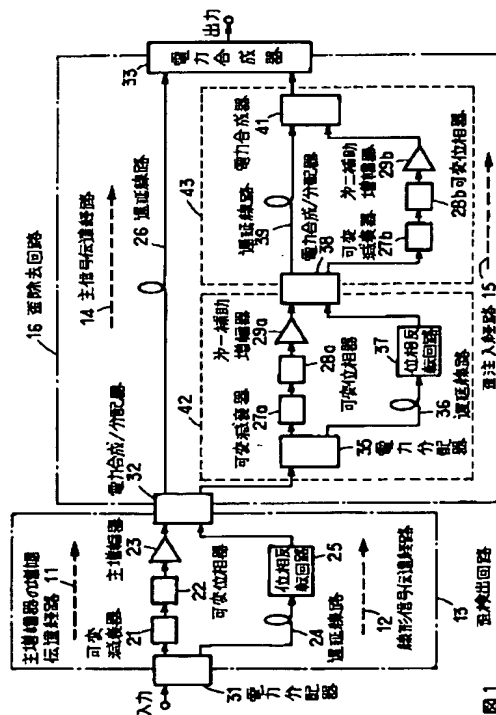 16 歪除去回路
14 主信号伝達経路
26 遅延線路
電力合成/分配器
32
電力合成器
33
出力
主増幅器の増幅
伝達経路 11
可変
減衰器
21
22
可変位相器
23
主増幅器
入力
31
電力分配器
24
遅延線路
位相反
転回路
25
12
線形信号伝達経路
13
歪検出回路
42
可変減衰器
27a
28a
可変位相器
第一補助
増幅器
29a
35
電力分配器
36
遅延線路
位相反
転回路
37
電力合成/分配器
38
43
遅延線路
39
電力合成器
41
可変
減衰器
27b
28b可変位相器
第二補助
増幅器
29b
歪注入経路 15
図1